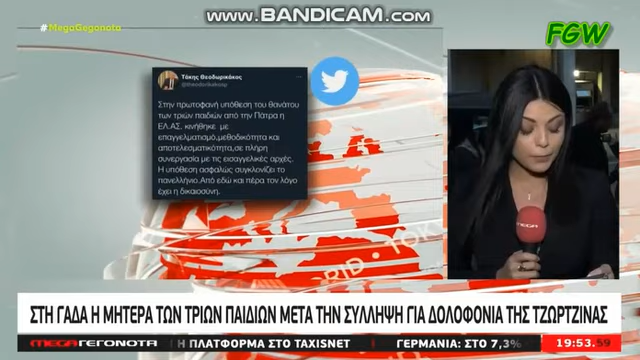 www.BANDICAM.com
#MegaGegonota
FGW
Τάκης Θεοδωρικάκος
@theodorikakosp
Στην πρωτοφανή υπόθεση του θανάτου
των τριών παιδιών από την Πάτρα η
ΕΛ.ΑΣ. κινήθηκε με
επαγγελματισμό,μεθοδικότητα και
αποτελεσματικότητα,σε πλήρη
συνεργασία με τις εισαγγελικές αρχές.
Η υπόθεση ασφαλώς συγκλονίζει το
πανελλήνιο.Από εδώ και πέρα τον λόγο
έχει η δικαιοσύνη.
MEGA
ΣΤΗ ΓΑΔΑ Η ΜΗΤΕΡΑ ΤΩΝ ΤΡΙΩΝ ΠΑΙΔΙΩΝ ΜΕΤΑ ΤΗΝ ΣΥΛΛΗΨΗ ΓΙΑ ΔΟΛΟΦΟΝΙΑ ΤΗΣ ΤΖΩΡΤΖΙΝΑΣ
MEGAΓΕΓΟΝΟΤΑ Η ΠΛΑΤΦΟΡΜΑ ΣΤΟ TAXISNET ΓΕΡΜΑΝΙΑ: ΣΤΟ 7,3% 19:53.59